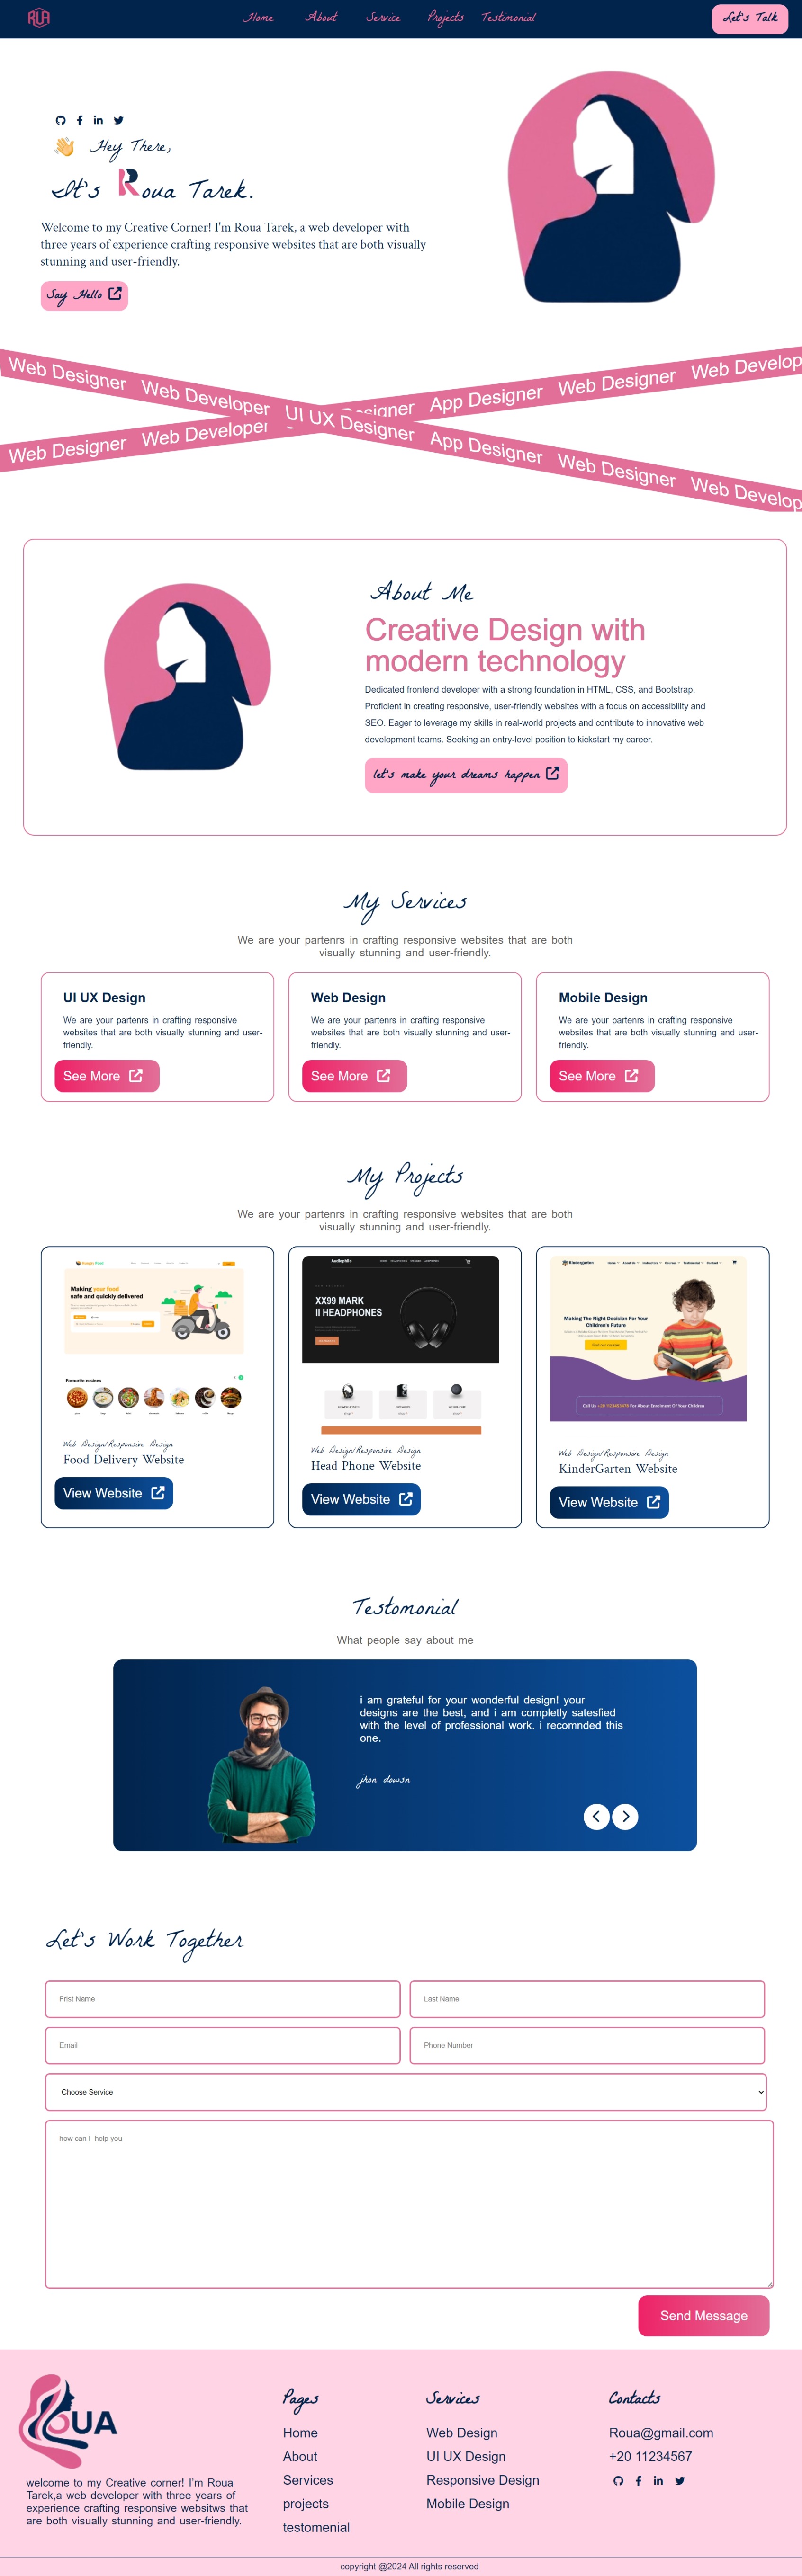 RUA
Home About Service Projects Testimonial
Let's Talk
Hey There,
It's Roua Tarek.
Welcome to my Creative Corner! I'm Roua Tarek, a web developer with
three years of experience crafting responsive websites that are both visually
stunning and user-friendly.
Say Hello
Web Designer Web Developer UI UX Designer App Designer Web Designer Web Develop
Web Designer Web Developer signer App Designer Web Designer Web Develop
About Me
Creative Design with
modern technology
Dedicated frontend developer with a strong foundation in HTML, CSS, and Bootstrap.
Proficient in creating responsive, user-friendly websites with a focus on accessibility and
SEO. Eager to leverage my skills in real-world projects and contribute to innovative web
development teams. Seeking an entry-level position to kickstart my career.
let's make your dreams happen
My Services
We are your partenrs in crafting responsive websites that are both
visually stunning and user-friendly.
UI UX Design
We are your partenrs in crafting responsive
websites that are both visually stunning and user-
friendly.
See More
Web Design
We are your partenrs in crafting responsive
websites that are both visually stunning and user-
friendly.
See More
Mobile Design
We are your partenrs in crafting responsive
websites that are both visually stunning and user-
friendly.
See More
My Projects
We are your partenrs in crafting responsive websites that are both
visually stunning and user-friendly.
Making your food
safe and quickly delivered
Favourite cusines
Web Design/Responsive Design
Food Delivery Website
View Website
Audiophile
XX99 MARK
II HEADPHONES
HEADPHONES
SPEAKERS
Web Design/Responsive Design
Head Phone Website
View Website
Kindergarten
Making The Right Decision For Your
Children's Future
Call Us +20 1123453478 For About Enrolment Of Your Children
Web Design/Responsive Design
KinderGarten Website
View Website
Testomonial
What people say about me
i am grateful for your wonderful design! your
designs are the best, and i am completly satesfied
with the level of professional work. i recomnded this
one.
jhon dowsn
Let's Work Together
Frist Name
Last Name
Email
Phone Number
Choose Service
how can I help you
Send Message
ROUA
welcome to my Creative corner! I'm Roua
Tarek,a web developer with three years of
experience crafting responsive websitws that
are both visually stunning and user-friendly.
Pages
Home
About
Services
projects
testomenial
Services
Web Design
UI UX Design
Responsive Design
Mobile Design
Contacts
Roua@gmail.com
+20 11234567
copyright @2024 All rights reserved